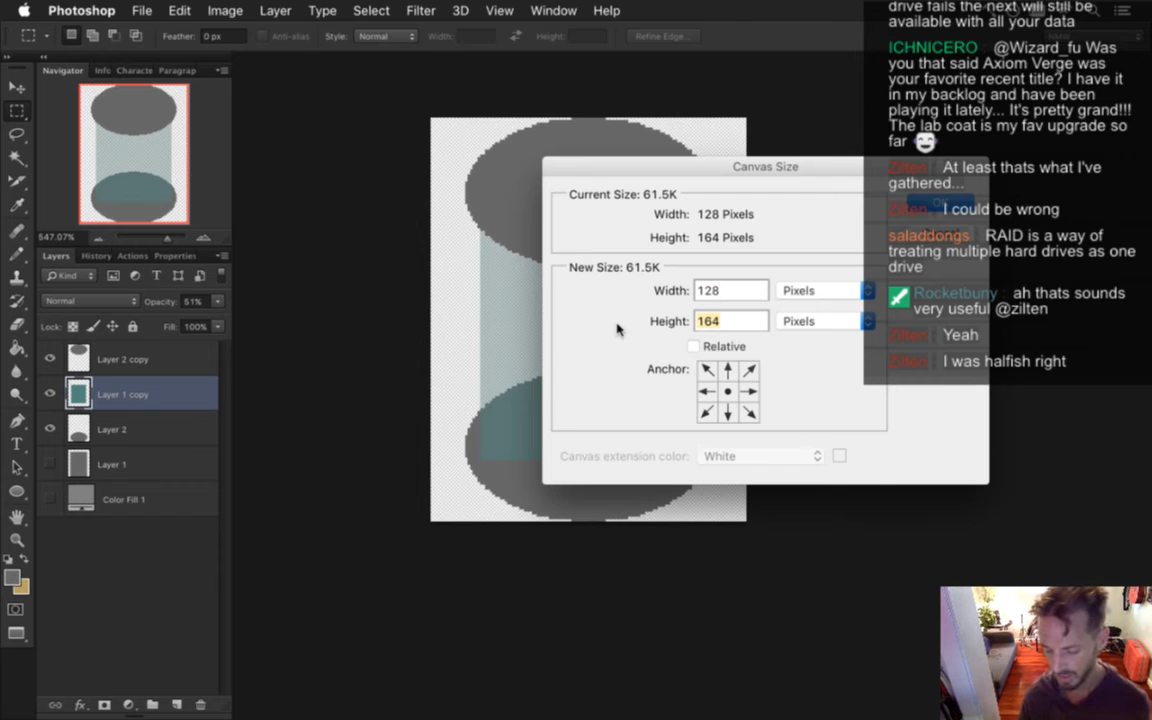 Photoshop File Edit Image Layer Type Select Filter 3D View Window Help
Feather: 0 px Anti-alias Style: Normal Width: Height: Refine Edge...
Navigator Info Characte Paragrap
547.07%
Layers History Actions Properties
Kind
Normal Opacity: 51%
Lock: Fill: 100%
Layer 2 copy
Layer 1 copy
Layer 2
Layer 1
Color Fill 1
Canvas Size
Current Size: 61.5K
Width: 128 Pixels
Height: 164 Pixels
New Size: 61.5K
Width: 128 Pixels
Height: 164 Pixels
Relative
Anchor:
Canvas extension color: White
OK
drive fails the next will still be
available with all your data
ICHNICERO : @Wizard_fu Was
you that said Axiom Verge was
your favorite recent title? I have it
in my backlog and have been
playing it lately... It's pretty grand!!!
The lab coat is my fav upgrade so
far
Zilten : At least thats what I've
gathered...
Zilten : I could be wrong
saladdongs : RAID is a way of
treating multiple hard drives as one
drive
Rocketbuny : ah thats sounds
very useful @zilten
Zilten : Yeah
Zilten : I was halfish right